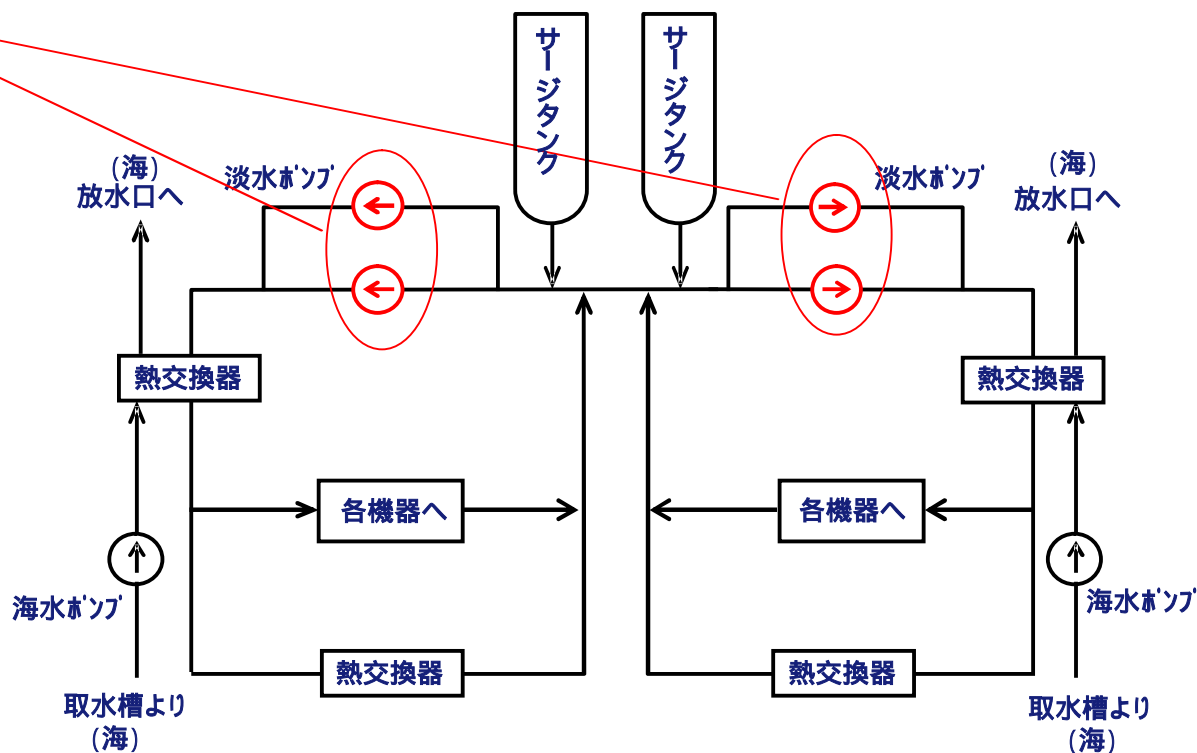 サージタンク
サージタンク
(海)
放水口へ
淡水ﾎﾟﾝﾌﾟ
淡水ﾎﾟﾝﾌﾟ
(海)
放水口へ
熱交換器
熱交換器
各機器へ
各機器へ
海水ﾎﾟﾝﾌﾟ
海水ﾎﾟﾝﾌﾟ
熱交換器
熱交換器
取水槽より
(海)
取水槽より
(海)